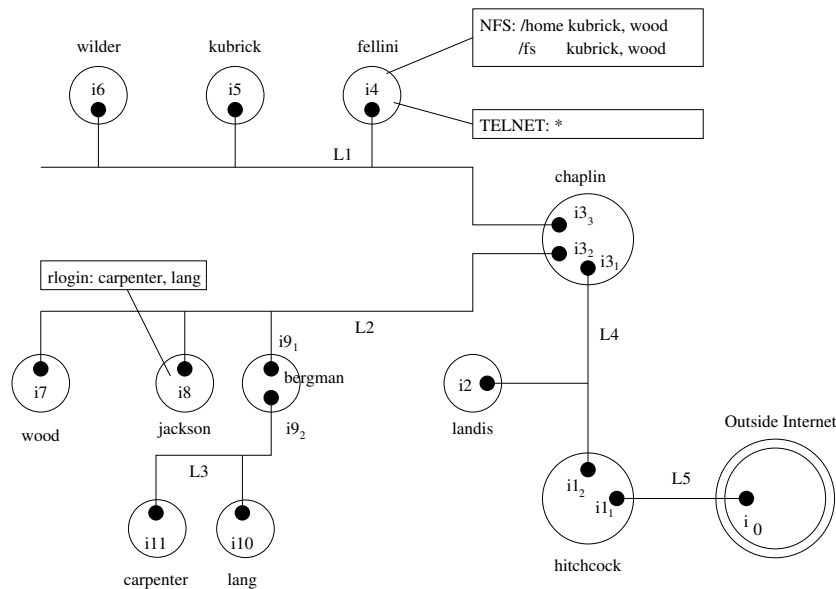 wilder
kubrick
fellini
NFS: /home kubrick, wood
/fs kubrick, wood
i6
i5
i4
TELNET: *
L1
chaplin
i3₃
i3₂
i3₁
rlogin: carpenter, lang
L2
L4
i9₁
bergman
i7
i8
i2
wood
jackson
i9₂
landis
Outside Internet
L3
L5
i1₂
i1₁
i₀
i11
i10
hitchcock
carpenter
lang